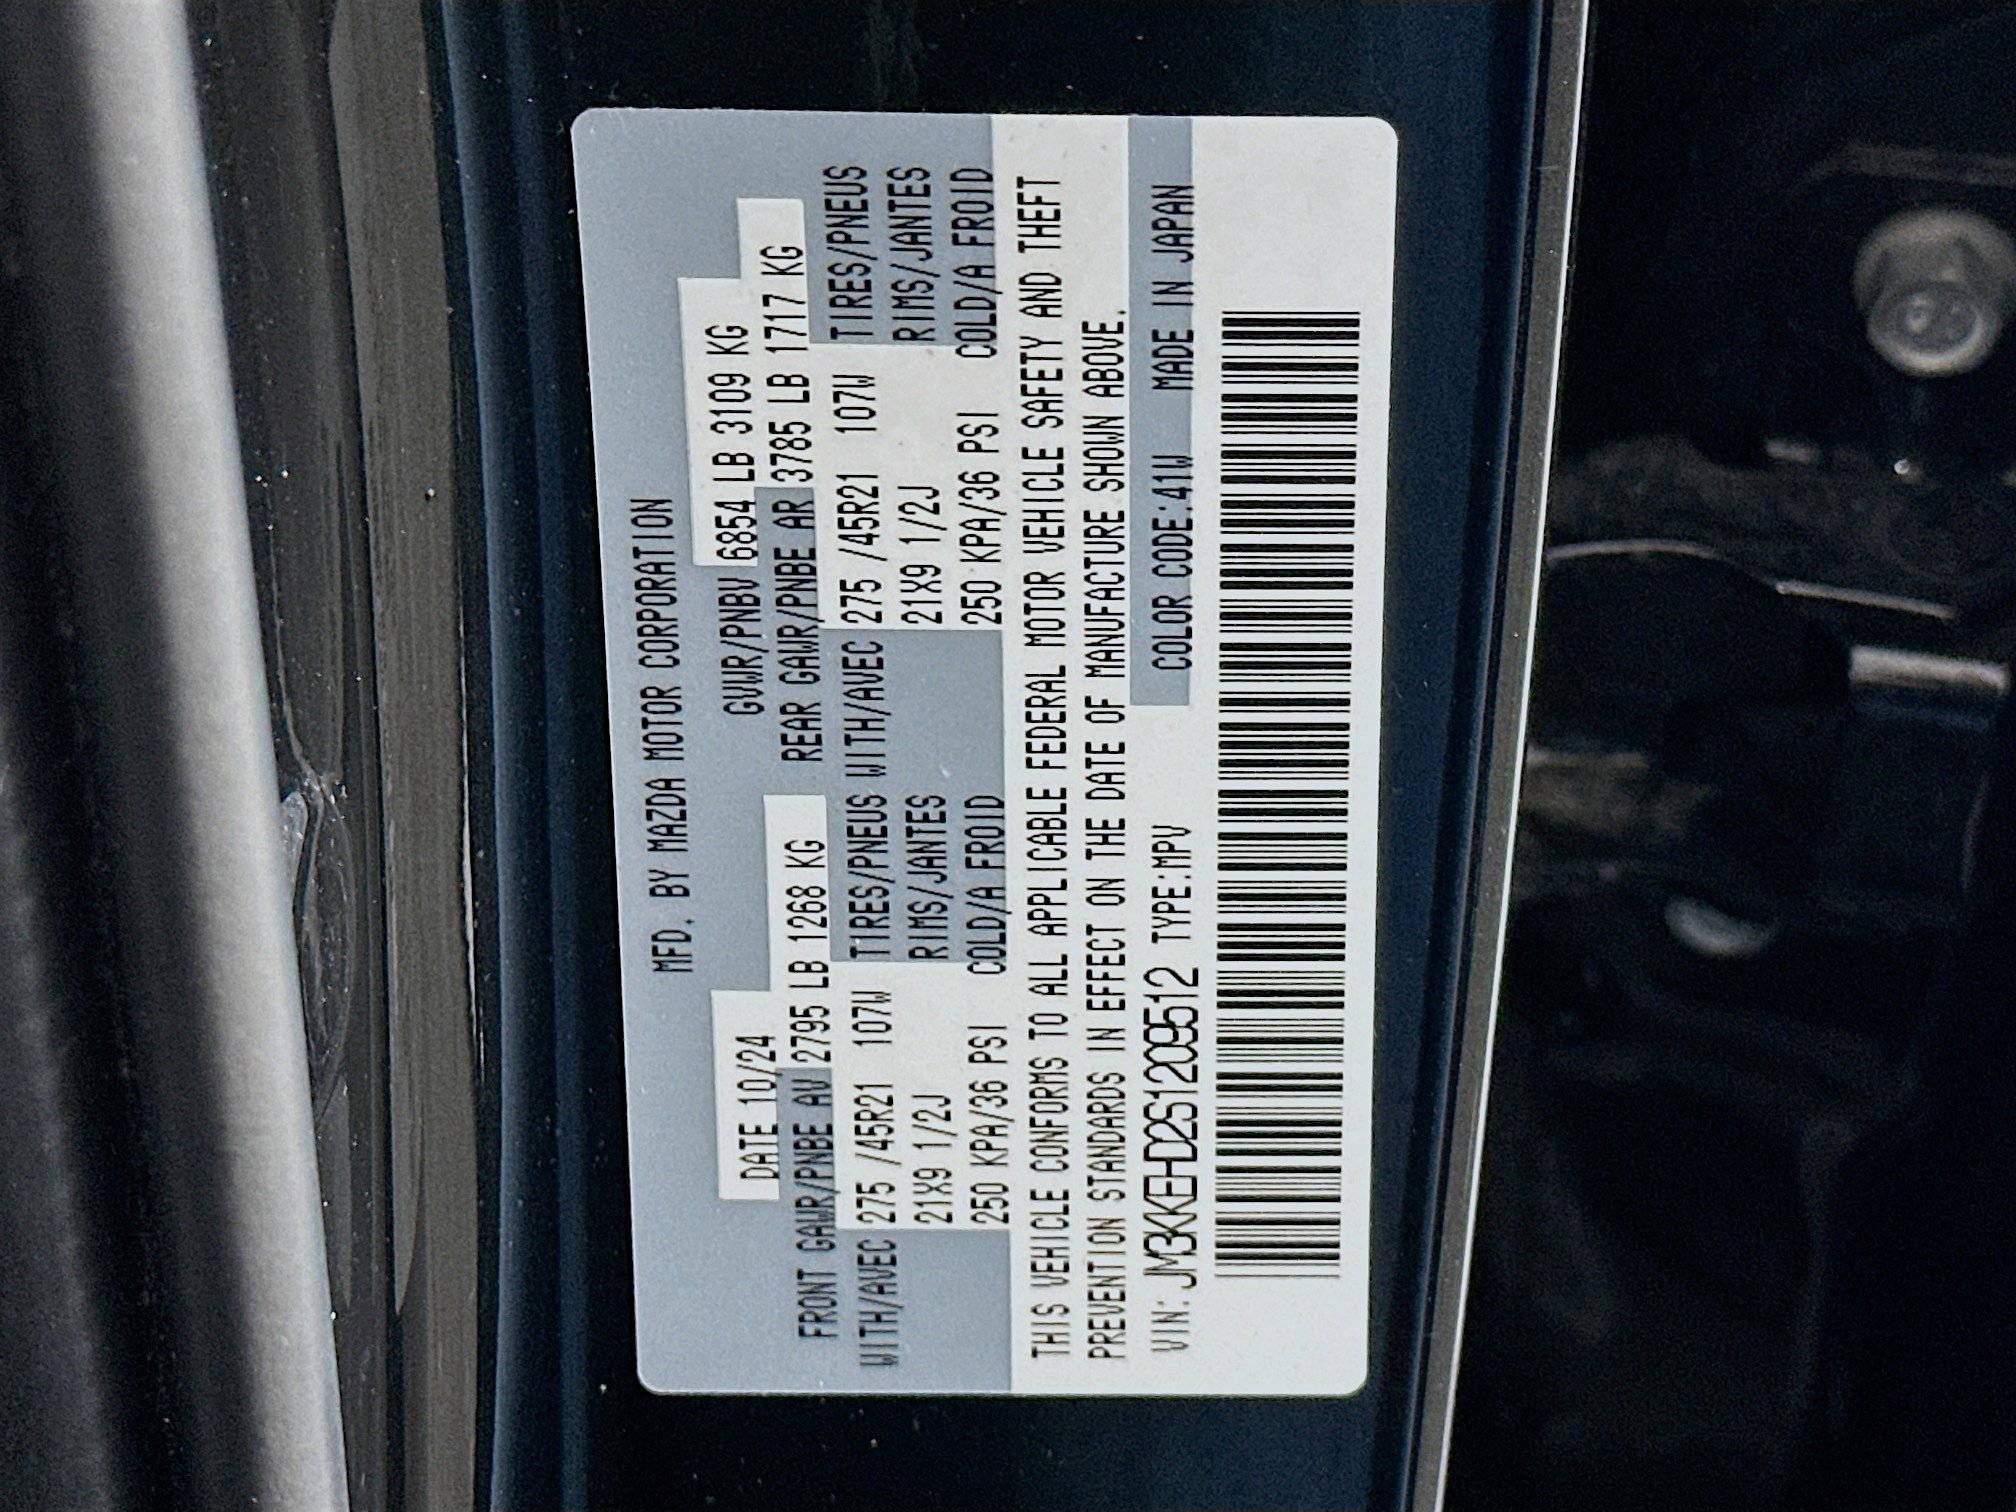 MFD. BY MAZDA MOTOR CORPORATION
DATE 10/24 GVWR/PNBV 6854 LB 3109 KG
FRONT GAWR/PNBE AV 2795 LB 1268 KG REAR GAWR/PNBE AR 3785 LB 1717 KG
WITH/AVEC 275 /45R21 107W TIRES/PNEUS WITH/AVEC 275 /45R21 107W TIRES/PNEUS
21X9 1/2J RIMS/JANTES 21X9 1/2J RIMS/JANTES
250 KPA/36 PSI COLD/A FROID 250 KPA/36 PSI COLD/A FROID
THIS VEHICLE CONFORMS TO ALL APPLICABLE FEDERAL MOTOR VEHICLE SAFETY AND THEFT
PREVENTION STANDARDS IN EFFECT ON THE DATE OF MANUFACTURE SHOWN ABOVE.
VIN: JM3KKEHD2S1209512 TYPE:MPV COLOR CODE:41W MADE IN JAPAN